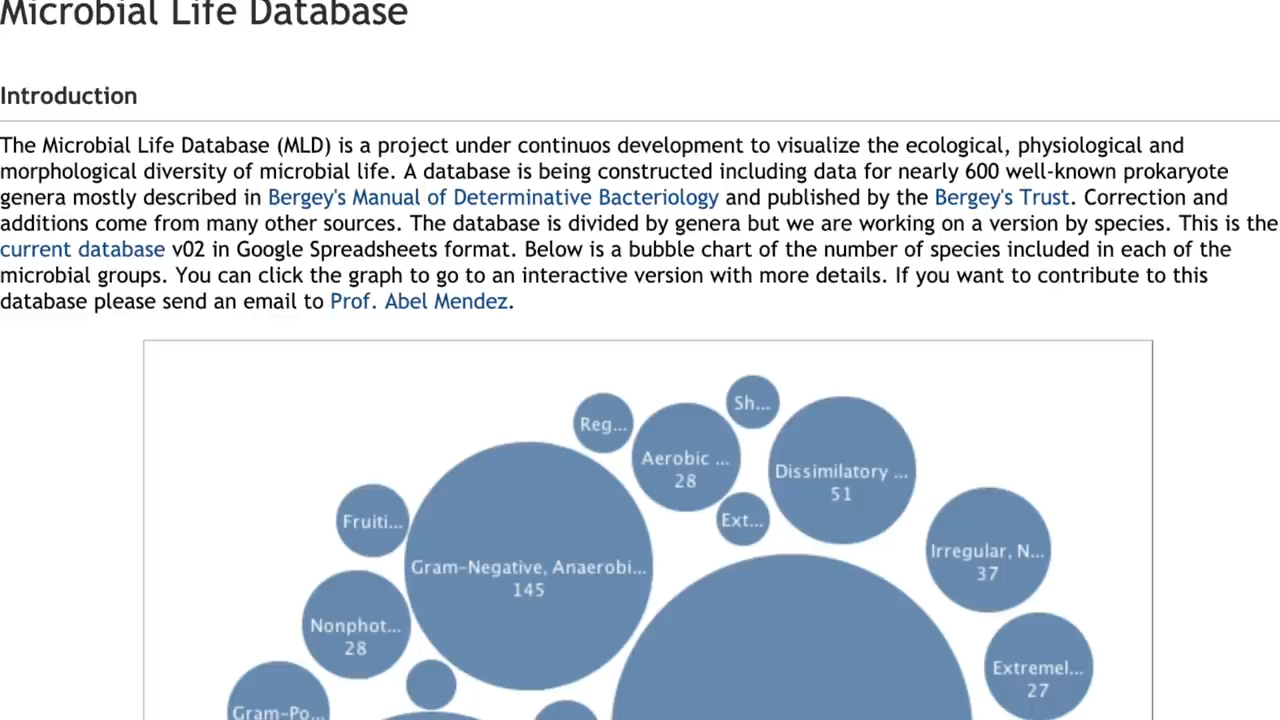 Microbial Life Database
Introduction
The Microbial Life Database (MLD) is a project under continuos development to visualize the ecological, physiological and
morphological diversity of microbial life. A database is being constructed including data for nearly 600 well-known prokaryote
genera mostly described in Bergey's Manual of Determinative Bacteriology and published by the Bergey's Trust. Correction and
additions come from many other sources. The database is divided by genera but we are working on a version by species. This is the
current database v02 in Google Spreadsheets format. Below is a bubble chart of the number of species included in each of the
microbial groups. You can click the graph to go to an interactive version with more details. If you want to contribute to this
database please send an email to Prof. Abel Mendez.
Sh...
Reg...
Aerobic ...
28
Dissimilatory ...
51
Fruiti...
Ext...
Irregular, N...
37
Gram-Negative, Anaerobi...
145
Nonphot...
28
Extremel...
27
Gram-Po...